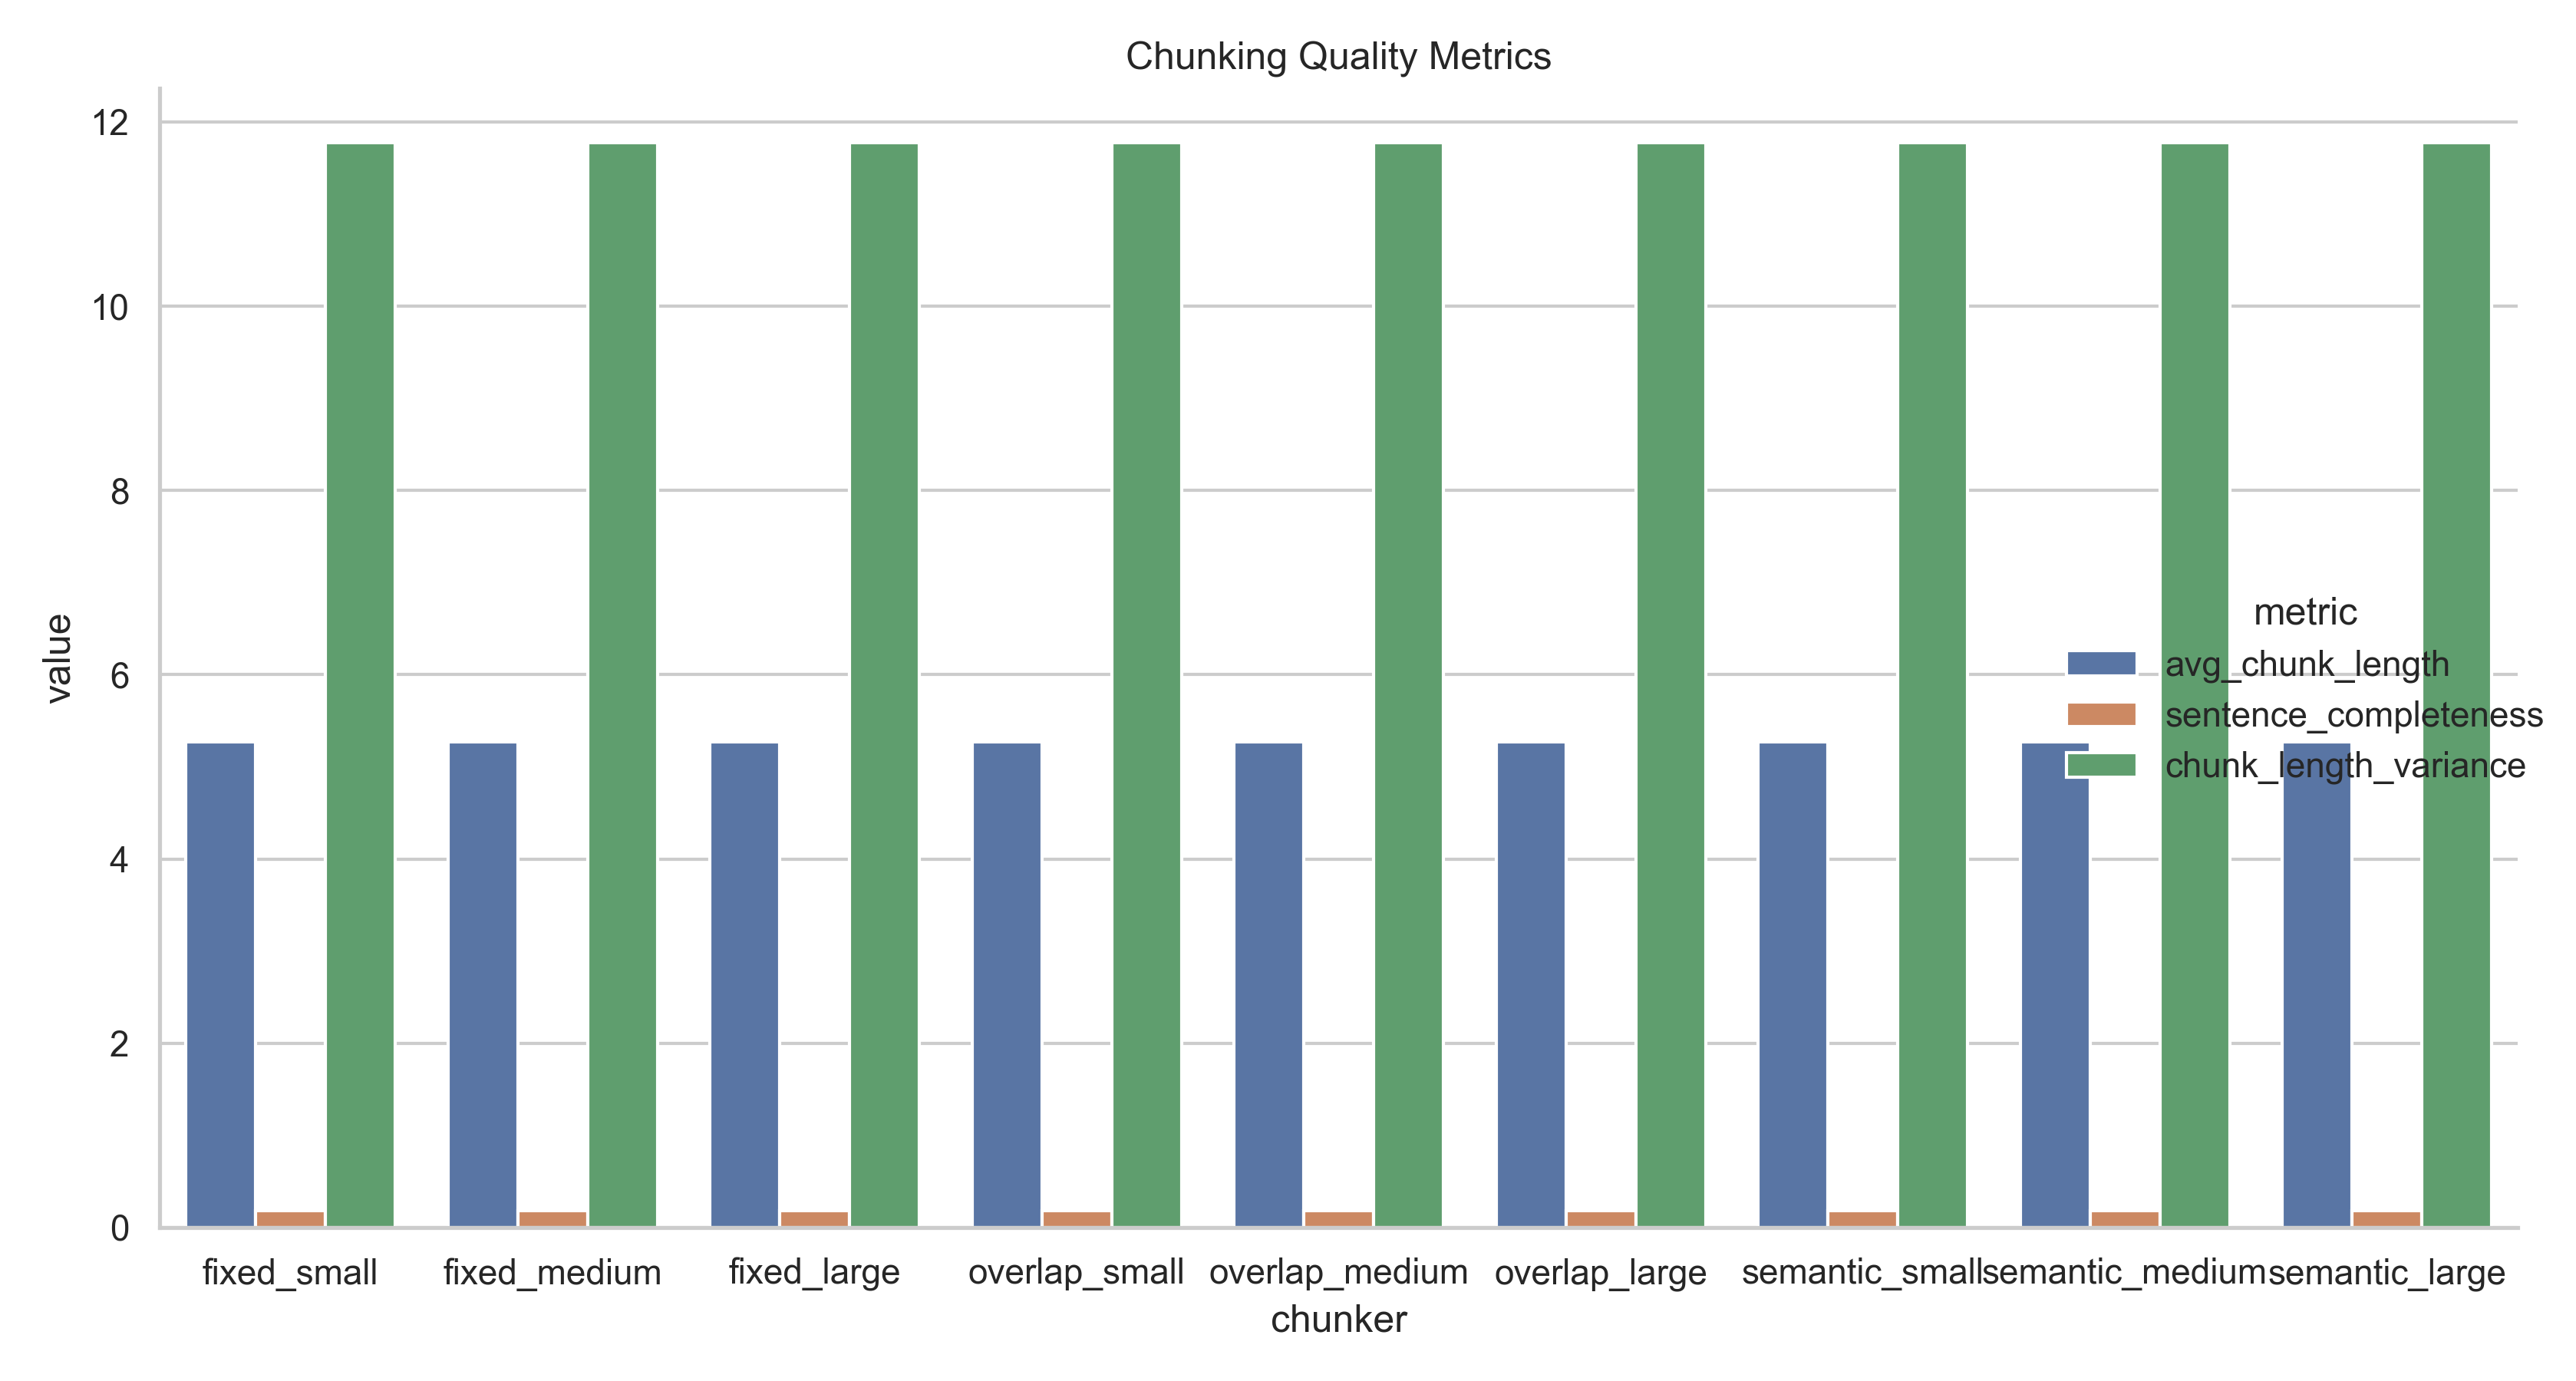 Chunking Quality Metrics
12
10
8
6
4
2
0
value
metric
avg_chunk_length
sentence_completeness
chunk_length_variance
fixed_small
fixed_medium
fixed_large
overlap_small
overlap_medium
overlap_large
semantic_small
semantic_medium
semantic_large
chunker